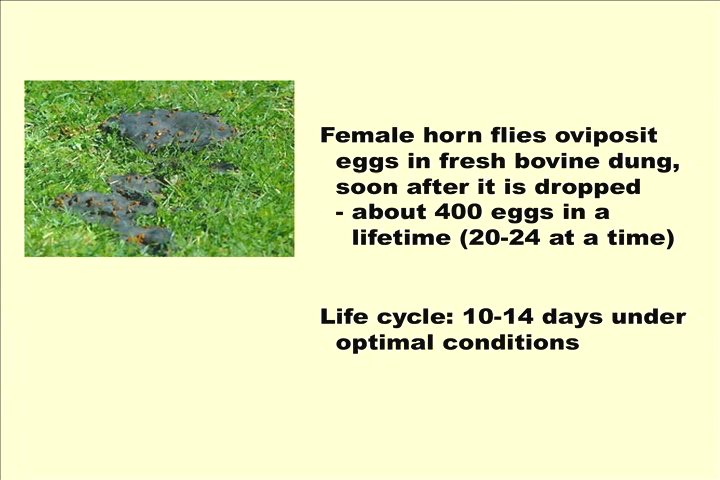 Female horn flies oviposit
eggs in fresh bovine dung,
soon after it is dropped
- about 400 eggs in a
lifetime (20-24 at a time)
Life cycle: 10-14 days under
optimal conditions